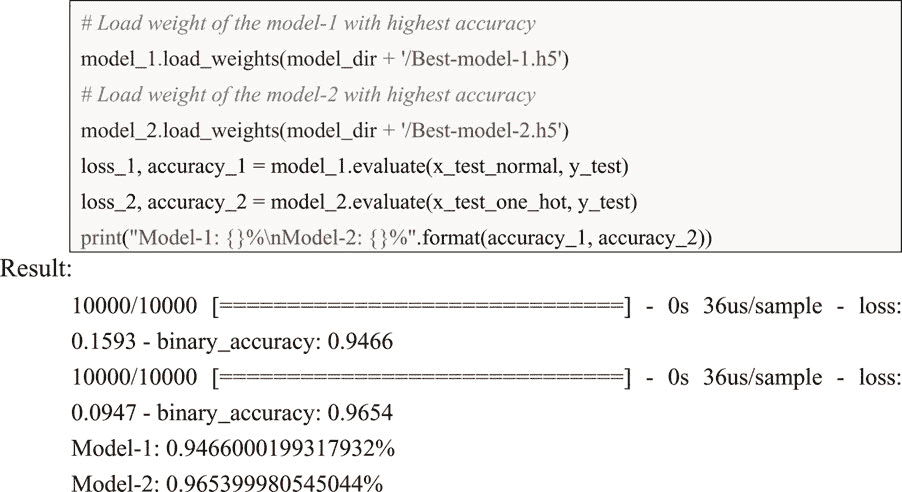 # Load weight of the model-1 with highest accuracy
model_1.load_weights(model_dir + '/Best-model-1.h5')
# Load weight of the model-2 with highest accuracy
model_2.load_weights(model_dir + '/Best-model-2.h5')
loss_1, accuracy_1 = model_1.evaluate(x_test_normal, y_test)
loss_2, accuracy_2 = model_2.evaluate(x_test_one_hot, y_test)
print("Model-1: {}%\nModel-2: {}%".format(accuracy_1, accuracy_2))
Result:
10000/10000 [==============================] - 0s 36us/sample - loss:
0.1593 - binary_accuracy: 0.9466
10000/10000 [==============================] - 0s 36us/sample - loss:
0.0947 - binary_accuracy: 0.9654
Model-1: 0.9466000199317932%
Model-2: 0.965399980545044%